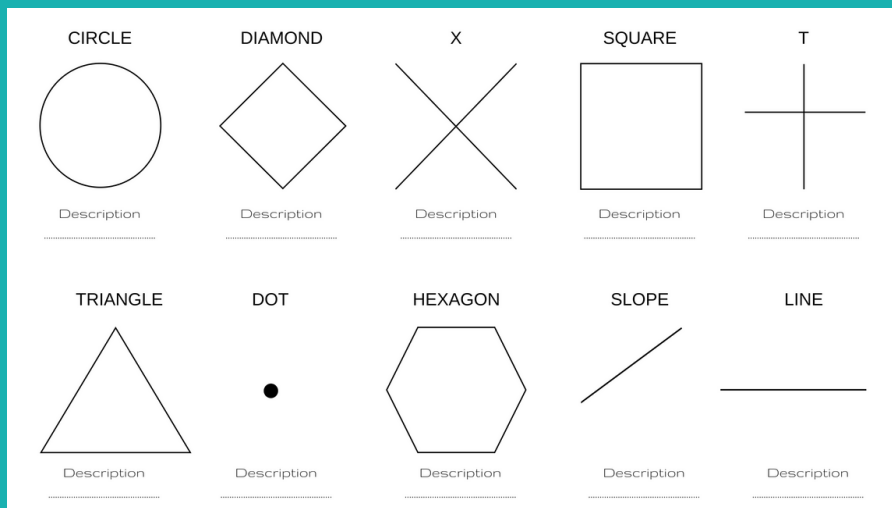 CIRCLE DIAMOND X SQUARE T
Description Description Description Description Description
TRIANGLE DOT HEXAGON SLOPE LINE
Description Description Description Description Description